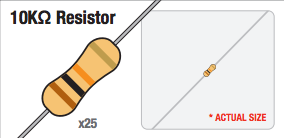 10KΩ Resistor
x25
* ACTUAL SIZE